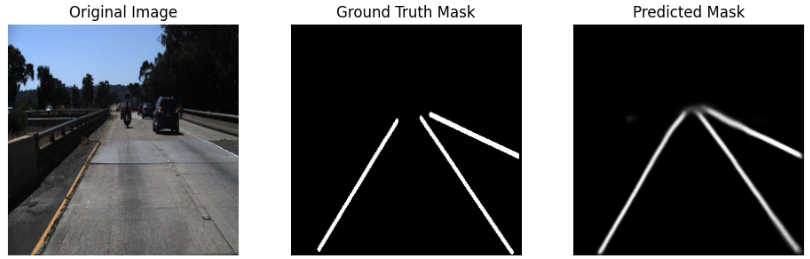 Original Image
Ground Truth Mask
Predicted Mask